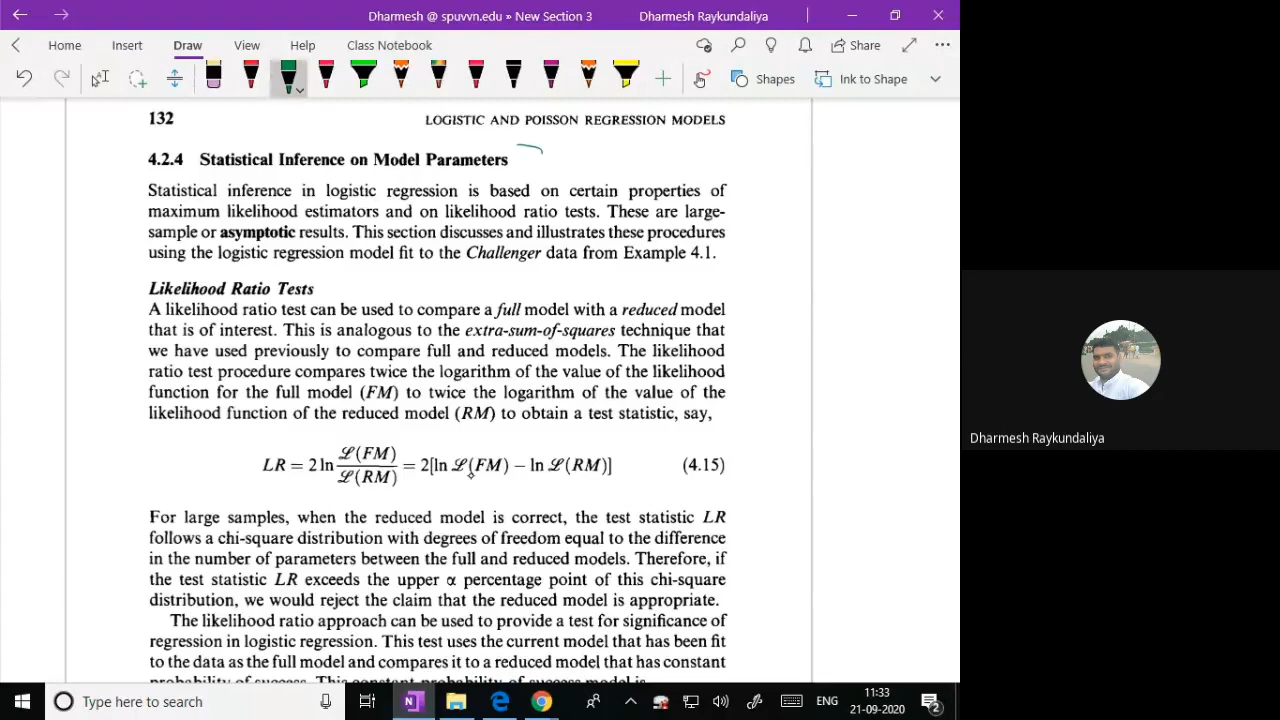 Dharmesh @ spuvvn.edu » New Section 3
Dharmesh Raykundaliya
Home Insert Draw View Help Class Notebook
Share
Shapes
Ink to Shape
132 LOGISTIC AND POISSON REGRESSION MODELS
4.2.4 Statistical Inference on Model Parameters
Statistical inference in logistic regression is based on certain properties of
maximum likelihood estimators and on likelihood ratio tests. These are large-
sample or asymptotic results. This section discusses and illustrates these procedures
using the logistic regression model fit to the Challenger data from Example 4.1.
Likelihood Ratio Tests
A likelihood ratio test can be used to compare a full model with a reduced model
that is of interest. This is analogous to the extra-sum-of-squares technique that
we have used previously to compare full and reduced models. The likelihood
ratio test procedure compares twice the logarithm of the value of the likelihood
function for the full model (FM) to twice the logarithm of the value of the
likelihood function of the reduced model (RM) to obtain a test statistic, say,
LR = 2 ln ℒ(FM)/ℒ(RM) = 2[ln ℒ(FM) − ln ℒ(RM)] (4.15)
For large samples, when the reduced model is correct, the test statistic LR
follows a chi-square distribution with degrees of freedom equal to the difference
in the number of parameters between the full and reduced models. Therefore, if
the test statistic LR exceeds the upper α percentage point of this chi-square
distribution, we would reject the claim that the reduced model is appropriate.
The likelihood ratio approach can be used to provide a test for significance of
regression in logistic regression. This test uses the current model that has been fit
to the data as the full model and compares it to a reduced model that has constant
probability of success. This constant probability of success model is
Dharmesh Raykundaliya
Type here to search
ENG
11:33
21-09-2020
2